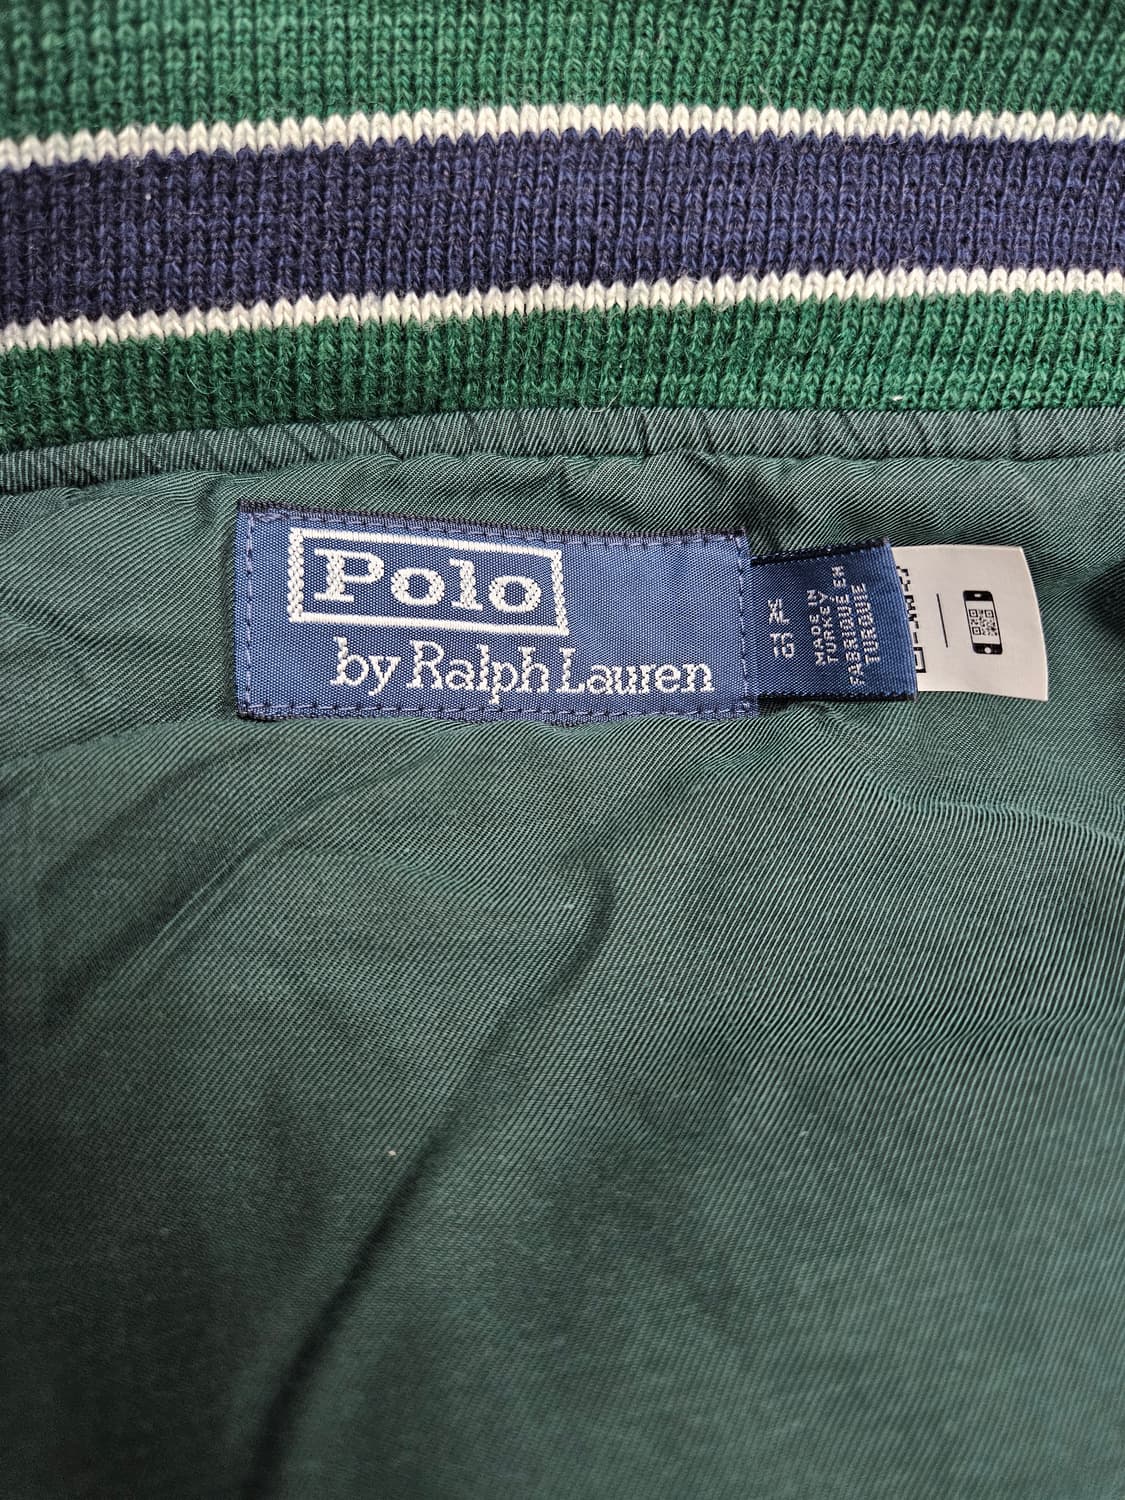 Polo
by Ralph Lauren
XL
TG
MADE IN
TURKEY
FABRIQUÉ EN
TURQUIE